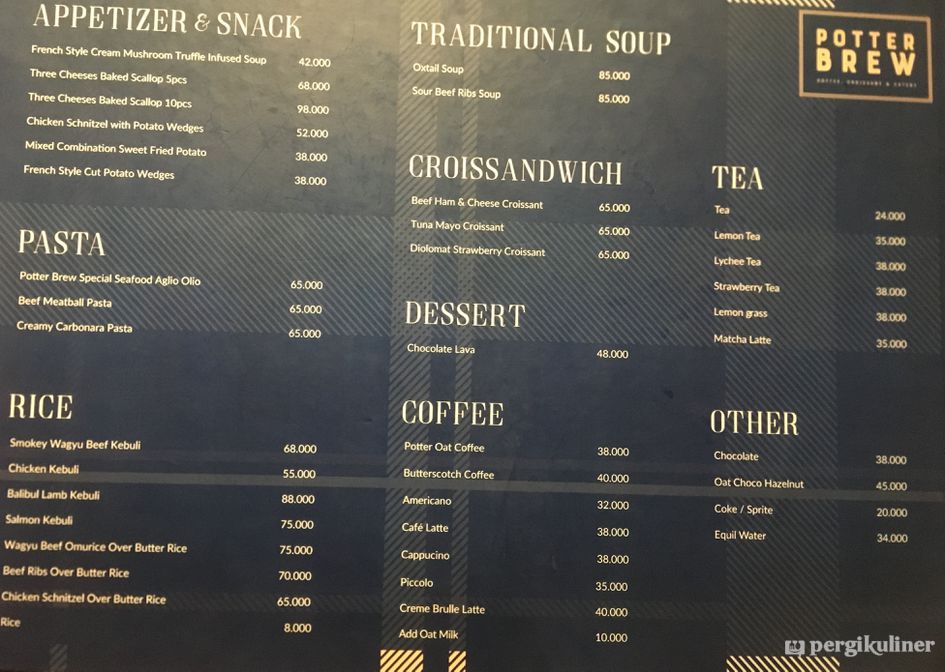 APPETIZER & SNACK
French Style Cream Mushroom Truffle Infused Soup 42.000
Three Cheeses Baked Scallop 5pcs 68.000
Three Cheeses Baked Scallop 10pcs 98.000
Chicken Schnitzel with Potato Wedges 52.000
Mixed Combination Sweet Fried Potato 38.000
French Style Cut Potato Wedges 38.000
PASTA
Potter Brew Special Seafood Aglio Olio 65.000
Beef Meatball Pasta 65.000
Creamy Carbonara Pasta 65.000
RICE
Smokey Wagyu Beef Kebuli 68.000
Chicken Kebuli 55.000
Balibul Lamb Kebuli 88.000
Salmon Kebuli 75.000
Wagyu Beef Omurice Over Butter Rice 75.000
Beef Ribs Over Butter Rice 70.000
Chicken Schnitzel Over Butter Rice 65.000
Rice 8.000
TRADITIONAL SOUP
Oxtail Soup 85.000
Sour Beef Ribs Soup 85.000
CROISSANDWICH
Beef Ham & Cheese Croissant 65.000
Tuna Mayo Croissant 65.000
Diolomat Strawberry Croissant 65.000
DESSERT
Chocolate Lava 48.000
COFFEE
Potter Oat Coffee 38.000
Butterscotch Coffee 40.000
Americano 32.000
Café Latte 38.000
Cappucino 38.000
Piccolo 35.000
Creme Brulle Latte 40.000
Add Oat Milk 10.000
POTTER
BREW
COFFEE, CROISSANT & EATERY
TEA
Tea 24.000
Lemon Tea 35.000
Lychee Tea 38.000
Strawberry Tea 38.000
Lemon grass 38.000
Matcha Latte 35.000
OTHER
Chocolate 38.000
Oat Choco Hazelnut 45.000
Coke / Sprite 20.000
Equil Water 34.000
pergikuliner